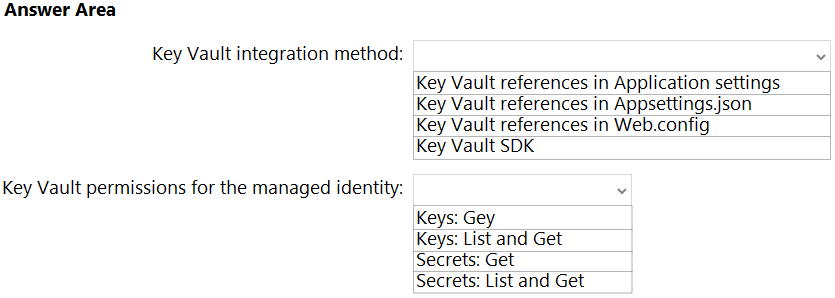 Answer Area
Key Vault integration method:
Key Vault references in Application settings
Key Vault references in Appsettings.json
Key Vault references in Web.config
Key Vault SDK
Key Vault permissions for the managed identity:
Keys: Gey
Keys: List and Get
Secrets: Get
Secrets: List and Get